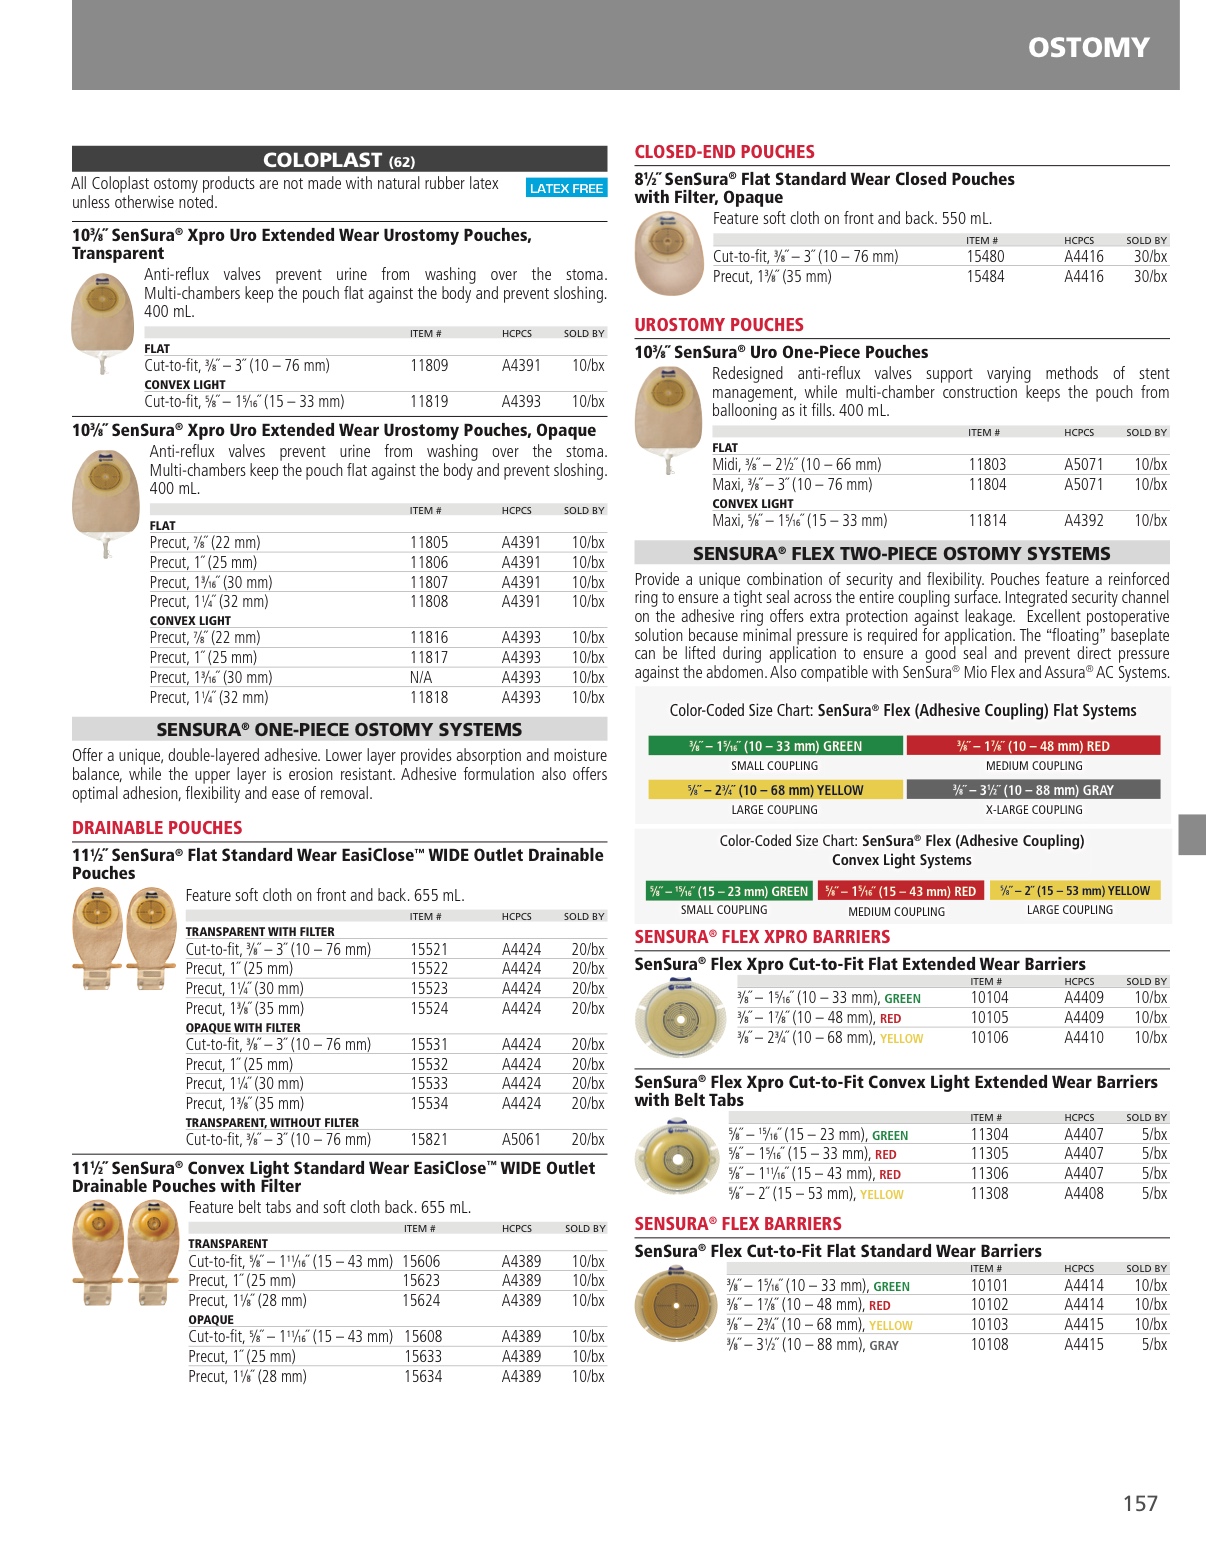 OSTOMY
COLOPLAST (62)
All Coloplast ostomy products are not made with natural rubber latex
unless otherwise noted.
LATEX FREE
10⅜˝ SenSura® Xpro Uro Extended Wear Urostomy Pouches,
Transparent
Anti-reflux valves prevent urine from washing over the stoma.
Multi-chambers keep the pouch flat against the body and prevent sloshing.
400 mL.
ITEM # HCPCS SOLD BY
FLAT
Cut-to-fit, ⅜˝ – 3˝ (10 – 76 mm) 11809 A4391 10/bx
CONVEX LIGHT
Cut-to-fit, ⅝˝ – 1⁵⁄₁₆˝ (15 – 33 mm) 11819 A4393 10/bx
10⅜˝ SenSura® Xpro Uro Extended Wear Urostomy Pouches, Opaque
Anti-reflux valves prevent urine from washing over the stoma.
Multi-chambers keep the pouch flat against the body and prevent sloshing.
400 mL.
ITEM # HCPCS SOLD BY
FLAT
Precut, ⅞˝ (22 mm) 11805 A4391 10/bx
Precut, 1˝ (25 mm) 11806 A4391 10/bx
Precut, 1³⁄₁₆˝ (30 mm) 11807 A4391 10/bx
Precut, 1¼˝ (32 mm) 11808 A4391 10/bx
CONVEX LIGHT
Precut, ⅞˝ (22 mm) 11816 A4393 10/bx
Precut, 1˝ (25 mm) 11817 A4393 10/bx
Precut, 1³⁄₁₆˝ (30 mm) N/A A4393 10/bx
Precut, 1¼˝ (32 mm) 11818 A4393 10/bx
SENSURA® ONE-PIECE OSTOMY SYSTEMS
Offer a unique, double-layered adhesive. Lower layer provides absorption and moisture
balance, while the upper layer is erosion resistant. Adhesive formulation also offers
optimal adhesion, flexibility and ease of removal.
DRAINABLE POUCHES
11½˝ SenSura® Flat Standard Wear EasiClose™ WIDE Outlet Drainable
Pouches
Feature soft cloth on front and back. 655 mL.
ITEM # HCPCS SOLD BY
TRANSPARENT WITH FILTER
Cut-to-fit, ⅜˝ – 3˝ (10 – 76 mm) 15521 A4424 20/bx
Precut, 1˝ (25 mm) 15522 A4424 20/bx
Precut, 1¼˝ (30 mm) 15523 A4424 20/bx
Precut, 1⅜˝ (35 mm) 15524 A4424 20/bx
OPAQUE WITH FILTER
Cut-to-fit, ⅜˝ – 3˝ (10 – 76 mm) 15531 A4424 20/bx
Precut, 1˝ (25 mm) 15532 A4424 20/bx
Precut, 1¼˝ (30 mm) 15533 A4424 20/bx
Precut, 1⅜˝ (35 mm) 15534 A4424 20/bx
TRANSPARENT, WITHOUT FILTER
Cut-to-fit, ⅜˝ – 3˝ (10 – 76 mm) 15821 A5061 20/bx
11½˝ SenSura® Convex Light Standard Wear EasiClose™ WIDE Outlet
Drainable Pouches with Filter
Feature belt tabs and soft cloth back. 655 mL.
ITEM # HCPCS SOLD BY
TRANSPARENT
Cut-to-fit, ⅝˝ – 1¹¹⁄₁₆˝ (15 – 43 mm) 15606 A4389 10/bx
Precut, 1˝ (25 mm) 15623 A4389 10/bx
Precut, 1⅛˝ (28 mm) 15624 A4389 10/bx
OPAQUE
Cut-to-fit, ⅝˝ – 1¹¹⁄₁₆˝ (15 – 43 mm) 15608 A4389 10/bx
Precut, 1˝ (25 mm) 15633 A4389 10/bx
Precut, 1⅛˝ (28 mm) 15634 A4389 10/bx
CLOSED-END POUCHES
8½˝ SenSura® Flat Standard Wear Closed Pouches
with Filter, Opaque
Feature soft cloth on front and back. 550 mL.
ITEM # HCPCS SOLD BY
Cut-to-fit, ⅜˝ – 3˝ (10 – 76 mm) 15480 A4416 30/bx
Precut, 1⅜˝ (35 mm) 15484 A4416 30/bx
UROSTOMY POUCHES
10⅜˝ SenSura® Uro One-Piece Pouches
Redesigned anti-reflux valves support varying methods of stent
management, while multi-chamber construction keeps the pouch from
ballooning as it fills. 400 mL.
ITEM # HCPCS SOLD BY
FLAT
Midi, ⅜˝ – 2½˝ (10 – 66 mm) 11803 A5071 10/bx
Maxi, ⅜˝ – 3˝ (10 – 76 mm) 11804 A5071 10/bx
CONVEX LIGHT
Maxi, ⅝˝ – 1⁵⁄₁₆˝ (15 – 33 mm) 11814 A4392 10/bx
SENSURA® FLEX TWO-PIECE OSTOMY SYSTEMS
Provide a unique combination of security and flexibility. Pouches feature a reinforced
ring to ensure a tight seal across the entire coupling surface. Integrated security channel
on the adhesive ring offers extra protection against leakage. Excellent postoperative
solution because minimal pressure is required for application. The “floating” baseplate
can be lifted during application to ensure a good seal and prevent direct pressure
against the abdomen. Also compatible with SenSura® Mio Flex and Assura® AC Systems.
Color-Coded Size Chart: SenSura® Flex (Adhesive Coupling) Flat Systems
⅜˝ – 1⁵⁄₁₆˝ (10 – 33 mm) GREEN ⅜˝ – 1⅞˝ (10 – 48 mm) RED
SMALL COUPLING MEDIUM COUPLING
⅝˝ – 2¾˝ (10 – 68 mm) YELLOW ⅜˝ – 3½˝ (10 – 88 mm) GRAY
LARGE COUPLING X-LARGE COUPLING
Color-Coded Size Chart: SenSura® Flex (Adhesive Coupling)
Convex Light Systems
⅝˝ – ¹⁵⁄₁₆˝ (15 – 23 mm) GREEN ⅝˝ – 1⁵⁄₁₆˝ (15 – 43 mm) RED ⅝˝ – 2˝ (15 – 53 mm) YELLOW
SMALL COUPLING MEDIUM COUPLING LARGE COUPLING
SENSURA® FLEX XPRO BARRIERS
SenSura® Flex Xpro Cut-to-Fit Flat Extended Wear Barriers
ITEM # HCPCS SOLD BY
⅜˝ – 1⁵⁄₁₆˝ (10 – 33 mm), GREEN 10104 A4409 10/bx
⅜˝ – 1⅞˝ (10 – 48 mm), RED 10105 A4409 10/bx
⅜˝ – 2¾˝ (10 – 68 mm), YELLOW 10106 A4410 10/bx
SenSura® Flex Xpro Cut-to-Fit Convex Light Extended Wear Barriers
with Belt Tabs
ITEM # HCPCS SOLD BY
⅝˝ – ¹⁵⁄₁₆˝ (15 – 23 mm), GREEN 11304 A4407 5/bx
⅝˝ – 1⁵⁄₁₆˝ (15 – 33 mm), RED 11305 A4407 5/bx
⅝˝ – 1¹¹⁄₁₆˝ (15 – 43 mm), RED 11306 A4407 5/bx
⅝˝ – 2˝ (15 – 53 mm), YELLOW 11308 A4408 5/bx
SENSURA® FLEX BARRIERS
SenSura® Flex Cut-to-Fit Flat Standard Wear Barriers
ITEM # HCPCS SOLD BY
⅜˝ – 1⁵⁄₁₆˝ (10 – 33 mm), GREEN 10101 A4414 10/bx
⅜˝ – 1⅞˝ (10 – 48 mm), RED 10102 A4414 10/bx
⅜˝ – 2¾˝ (10 – 68 mm), YELLOW 10103 A4415 10/bx
⅜˝ – 3½˝ (10 – 88 mm), GRAY 10108 A4415 5/bx
157